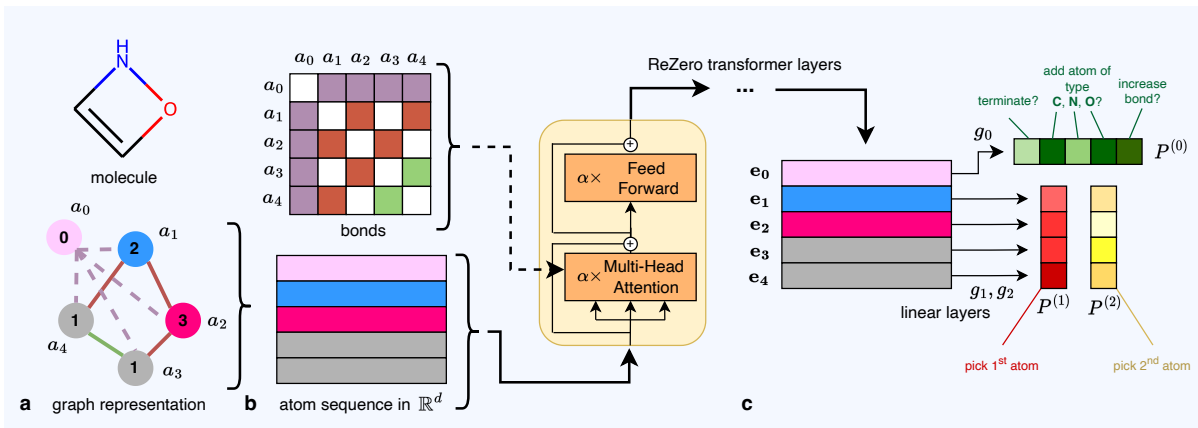 H
N
O
molecule
a₀
0
a₁
2
3
a₂
1
a₄
1
a₃
a graph representation
a₀ a₁ a₂ a₃ a₄
a₀
a₁
a₂
a₃
a₄
bonds
b atom sequence in ℝᵈ
ReZero transformer layers
...
+
α× Feed
Forward
+
α× Multi-Head
Attention
e₀
e₁
e₂
e₃
e₄
g₀
g₁, g₂
linear layers
c
terminate?
add atom of
type
C, N, O?
increase
bond?
P⁽⁰⁾
P⁽¹⁾
P⁽²⁾
pick 1ˢᵗ atom
pick 2ⁿᵈ atom